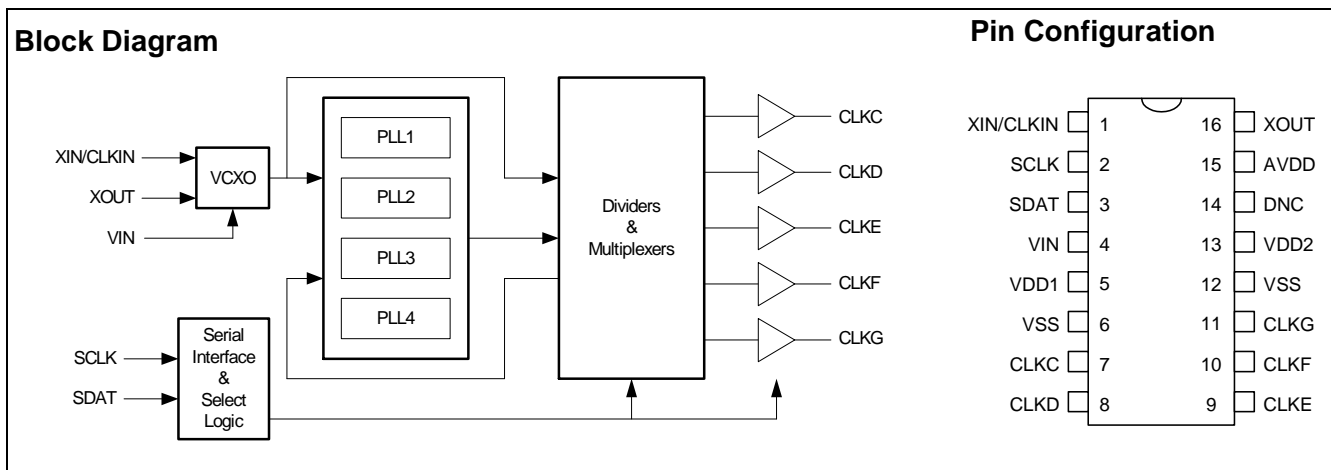 Block Diagram
XIN/CLKIN
XOUT
VIN
VCXO
PLL1
PLL2
PLL3
PLL4
SCLK
SDAT
Serial
Interface
&
Select
Logic
Dividers
&
Multiplexers
CLKC
CLKD
CLKE
CLKF
CLKG
Pin Configuration
XIN/CLKIN 1 16 XOUT
SCLK 2 15 AVDD
SDAT 3 14 DNC
VIN 4 13 VDD2
VDD1 5 12 VSS
VSS 6 11 CLKG
CLKC 7 10 CLKF
CLKD 8 9 CLKE